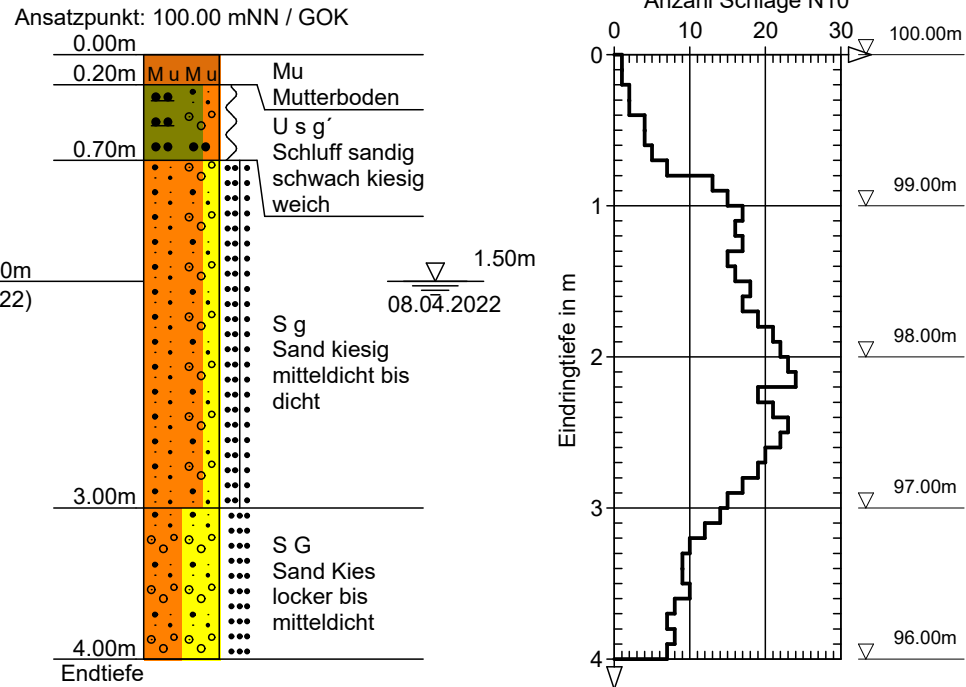 Ansatzpunkt: 100.00 mNN / GOK
0.00m
0.20m
Mu Mu
Mu
Mutterboden
U s g´
Schluff sandig
schwach kiesig
weich
0.70m
0m
22)
1.50m
08.04.2022
S g
Sand kiesig
mitteldicht bis
dicht
3.00m
S G
Sand Kies
locker bis
mitteldicht
4.00m
Endtiefe
Anzahl Schläge N10
0 10 20 30
Eindringtiefe in m
0
1
2
3
4
100.00m
99.00m
98.00m
97.00m
96.00m